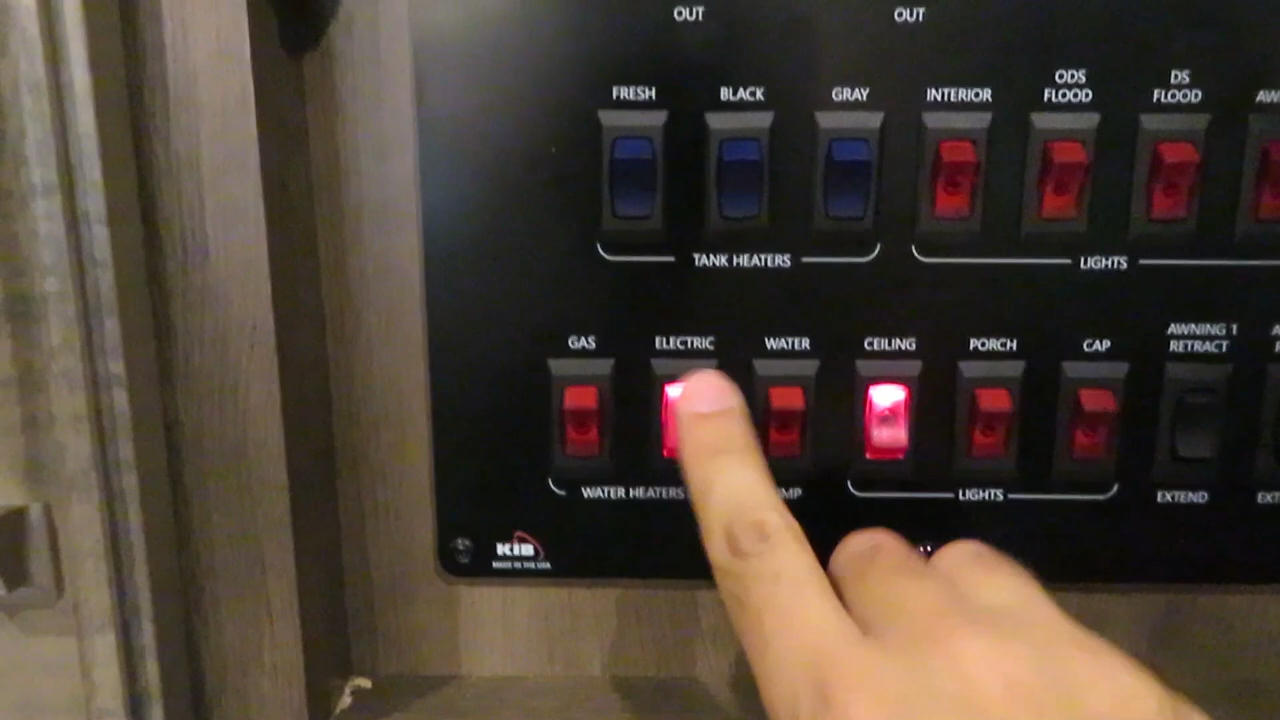 OUT OUT
FRESH BLACK GRAY INTERIOR ODS FLOOD DS FLOOD
TANK HEATERS LIGHTS
GAS ELECTRIC WATER CEILING PORCH CAP AWNING 1 RETRACT
WATER HEATERS LIGHTS EXTEND
KIB
MADE IN THE USA